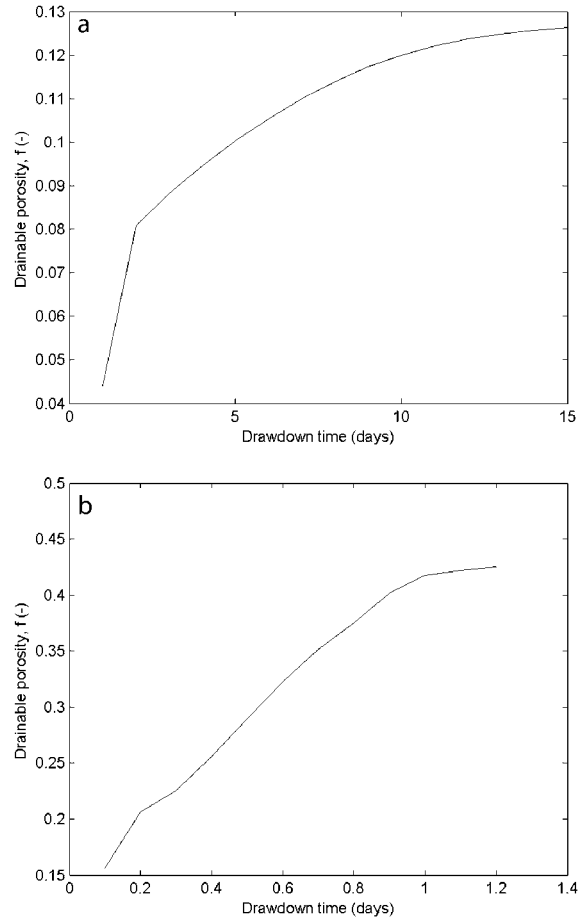 a
0.13
0.12
0.11
0.1
0.09
0.08
0.07
0.06
0.05
0.04
Drainable porosity, f (-)
0 5 10 15
Drawdown time (days)
b
0.5
0.45
0.4
0.35
0.3
0.25
0.2
0.15
Drainable porosity, f (-)
0 0.2 0.4 0.6 0.8 1 1.2 1.4
Drawdown time (days)